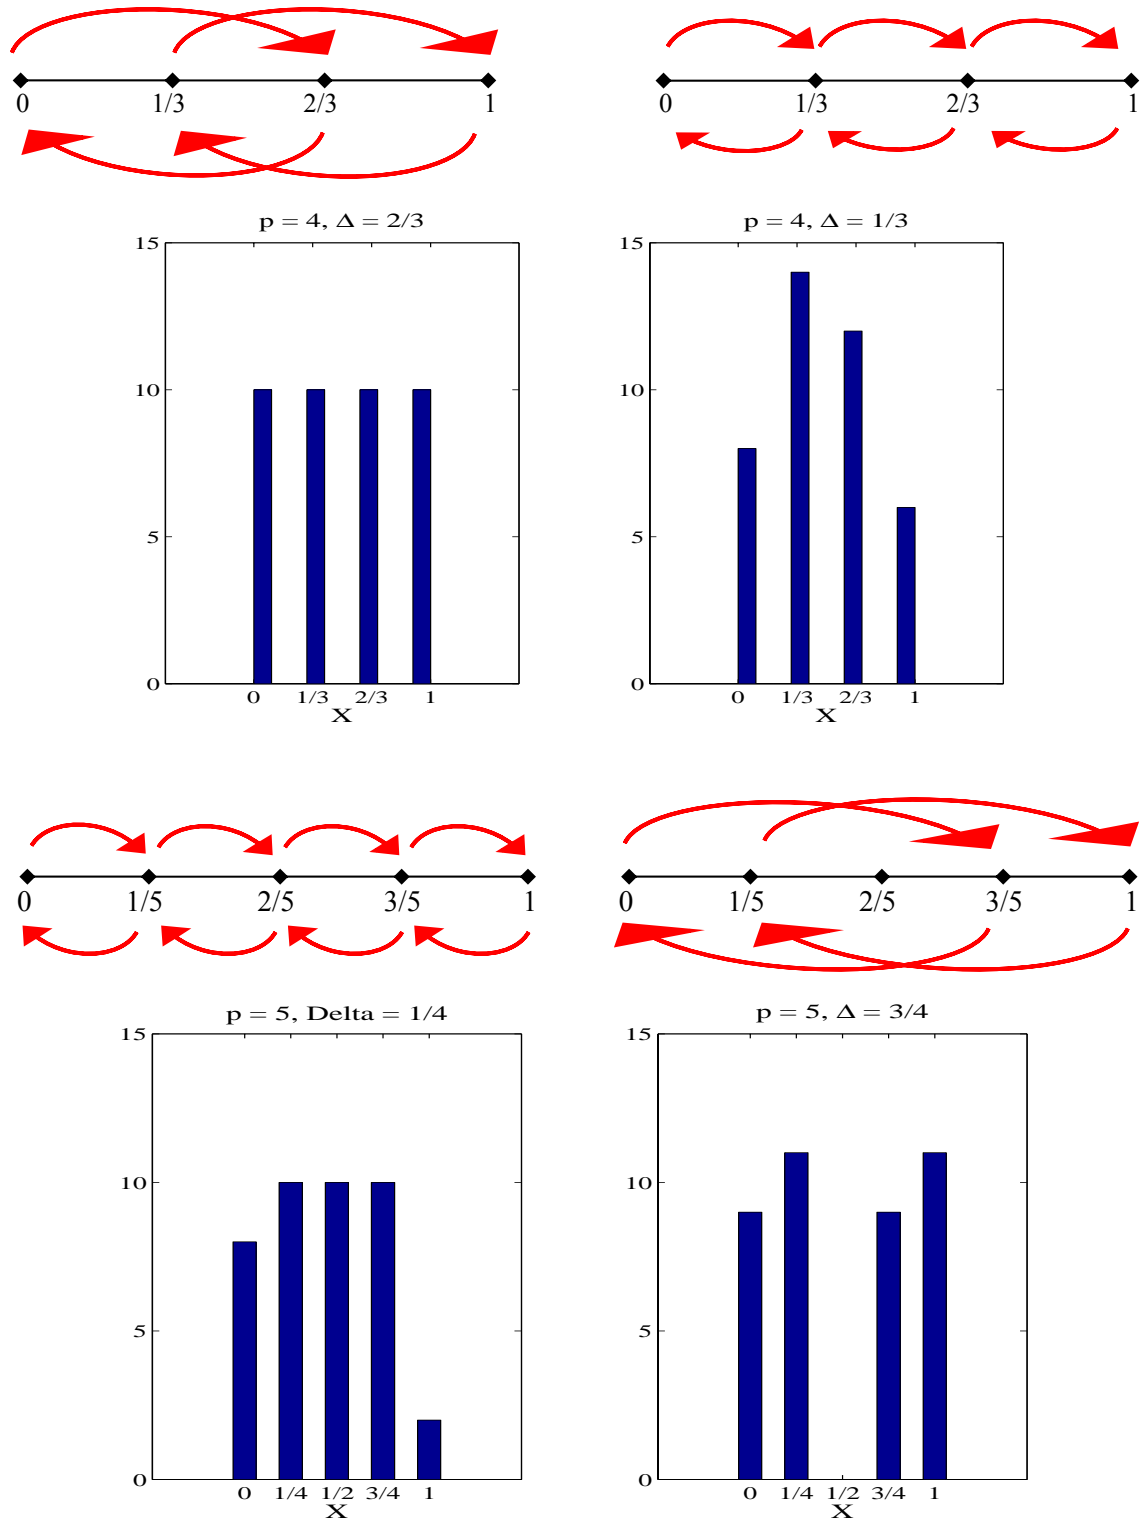 0 1/3 2/3 1
0 1/3 2/3 1
p = 4, Δ = 2/3
15
10
5
0
0 1/3 2/3 1
X
p = 4, Δ = 1/3
15
10
5
0
0 1/3 2/3 1
X
0 1/5 2/5 3/5 1
0 1/5 2/5 3/5 1
p = 5, Delta = 1/4
15
10
5
0
0 1/4 1/2 3/4 1
X
p = 5, Δ = 3/4
15
10
5
0
0 1/4 1/2 3/4 1
X